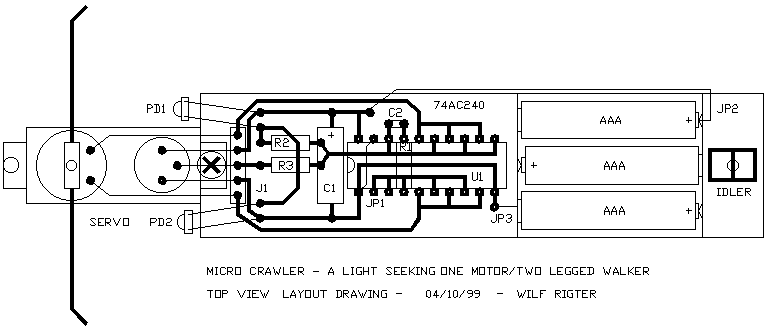 PD1
74AC240
JP2
C2
AAA
+
+
R2
R1
+
AAA
R3
U1
J1
C1
JP1
IDLER
AAA
+
SERVO
PD2
JP3
MICRO CRAWLER - A LIGHT SEEKING ONE MOTOR/TWO LEGGED WALKER
TOP VIEW LAYOUT DRAWING - 04/10/99 - WILF RIGTER